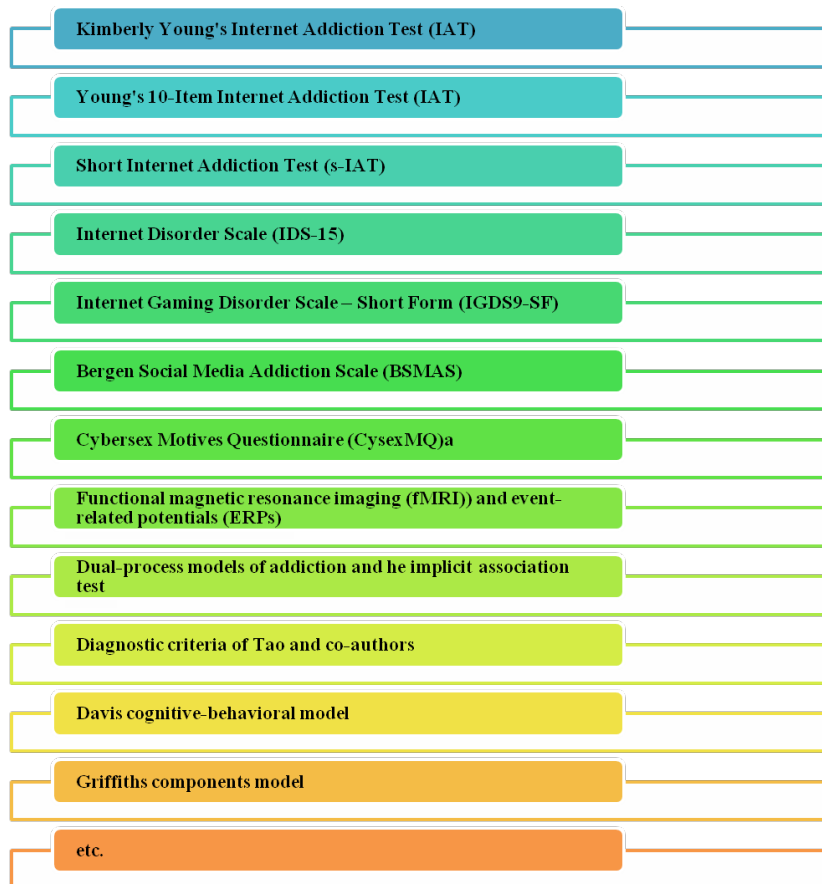 Kimberly Young's Internet Addiction Test (IAT)
Young's 10-Item Internet Addiction Test (IAT)
Short Internet Addiction Test (s-IAT)
Internet Disorder Scale (IDS-15)
Internet Gaming Disorder Scale – Short Form (IGDS9-SF)
Bergen Social Media Addiction Scale (BSMAS)
Cybersex Motives Questionnaire (CysexMQ)a
Functional magnetic resonance imaging (fMRI)) and event-
related potentials (ERPs)
Dual-process models of addiction and he implicit association
test
Diagnostic criteria of Tao and co-authors
Davis cognitive-behavioral model
Griffiths components model
etc.